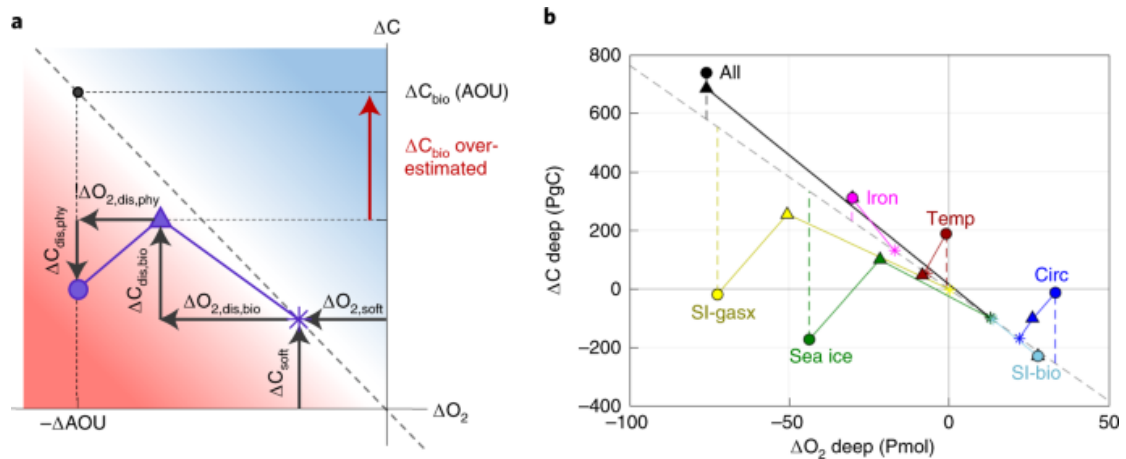 a
ΔC
ΔC_bio (AOU)
ΔC_bio over-
estimated
ΔO_2,dis,phy
ΔC_dis,phy
ΔC_dis,bio
ΔO_2,dis,bio
ΔO_2,soft
ΔC_soft
ΔO_2
−ΔAOU
b
800
600
400
200
0
−200
−400
ΔC deep (PgC)
All
Iron
Temp
Circ
SI-gasx
Sea ice
SI-bio
−100
−50
0
50
ΔO_2 deep (Pmol)